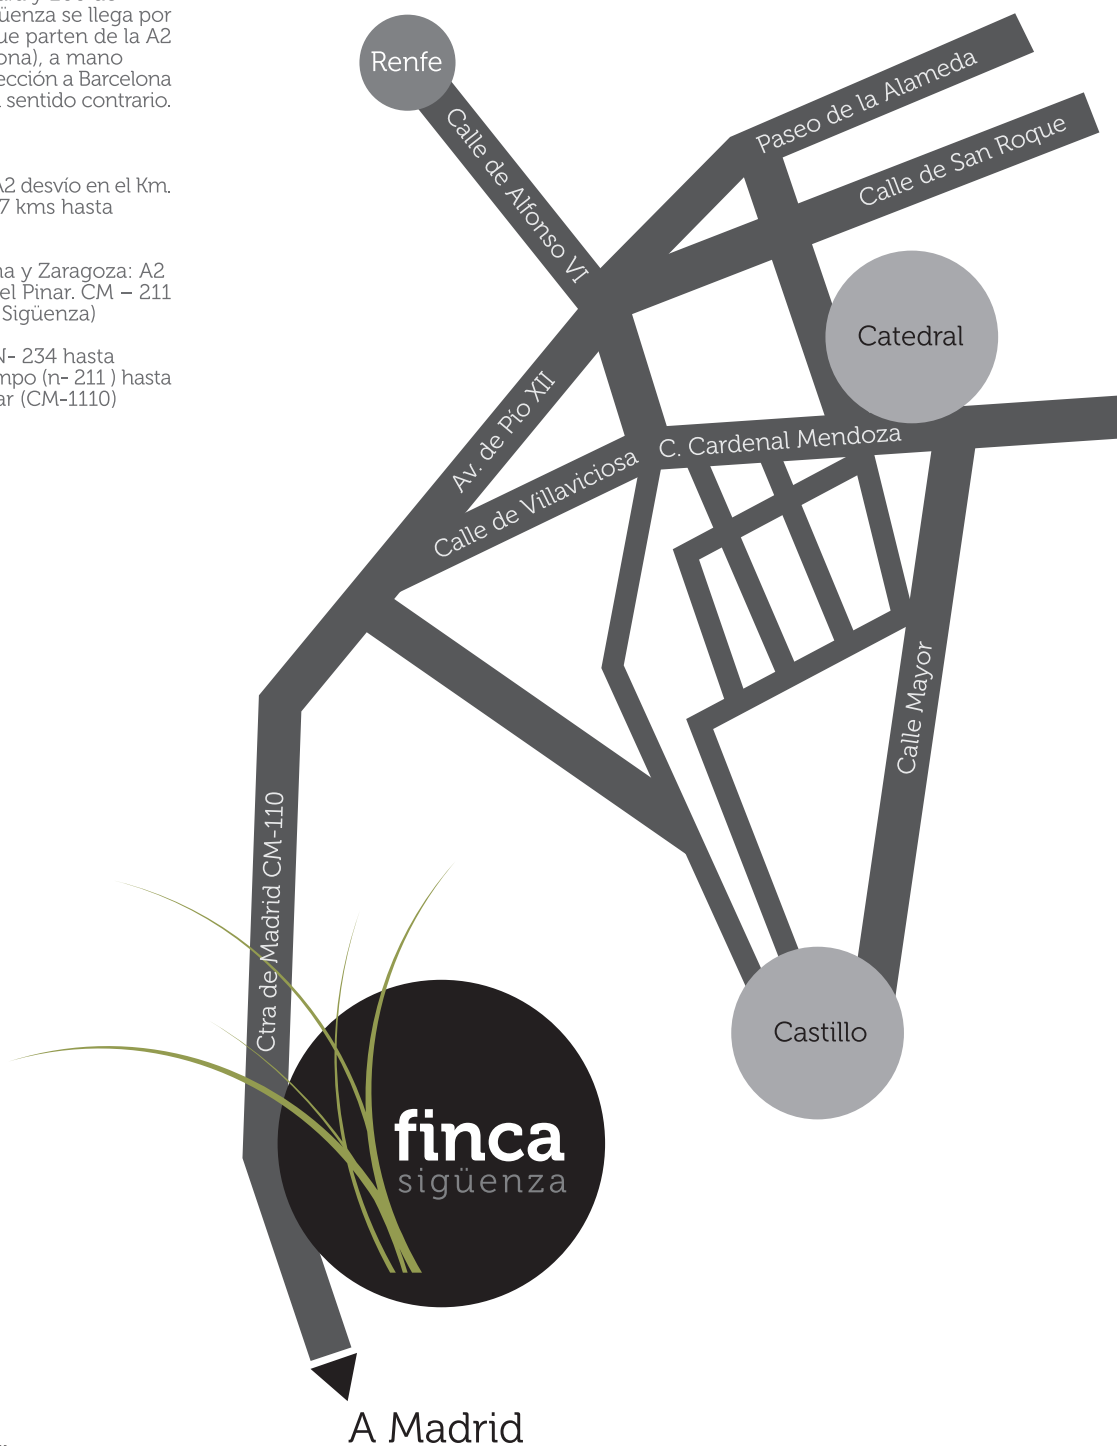 üenza se llega por
ue parten de la A2
ona), a mano
ección a Barcelona
sentido contrario.
A2 desvío en el Km.
7 kms hasta
na y Zaragoza: A2
el Pinar. CM – 211
Sigüenza)
N- 234 hasta
mpo (n- 211 ) hasta
ar (CM-1110)
Renfe
Calle de Alfonso VI
Paseo de la Alameda
Calle de San Roque
Catedral
Av. de Pío XII
C. Cardenal Mendoza
Calle de Villaviciosa
Calle Mayor
Ctra de Madrid CM-110
Castillo
finca
sigüenza
A Madrid